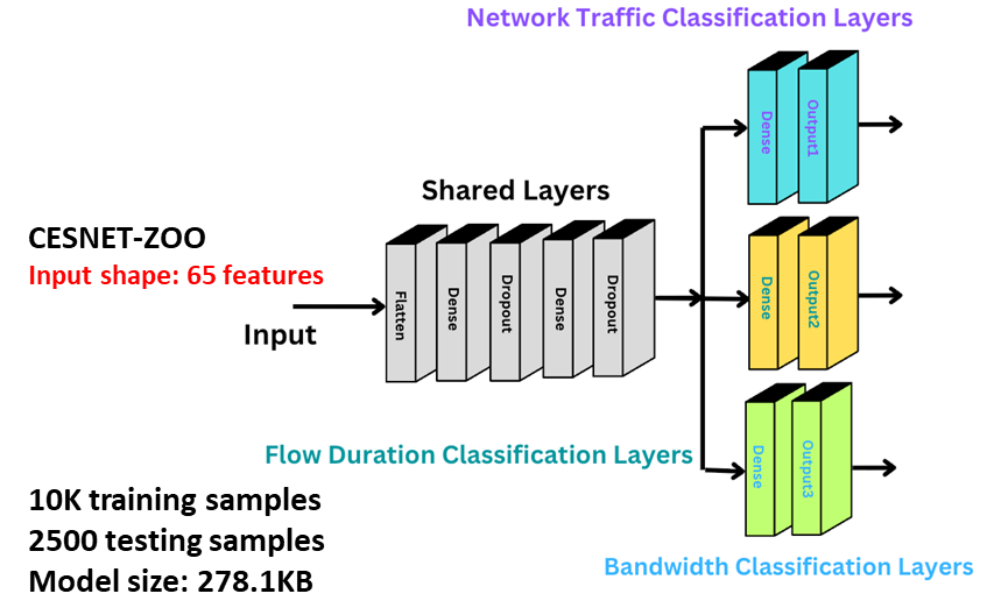 Network Traffic Classification Layers
Dense
Output1
Shared Layers
CESNET-ZOO
Input shape: 65 features
Input
Flatten
Dense
Dropout
Dense
Dropout
Dense
Output2
Flow Duration Classification Layers
Dense
Output3
10K training samples
2500 testing samples
Model size: 278.1KB
Bandwidth Classification Layers